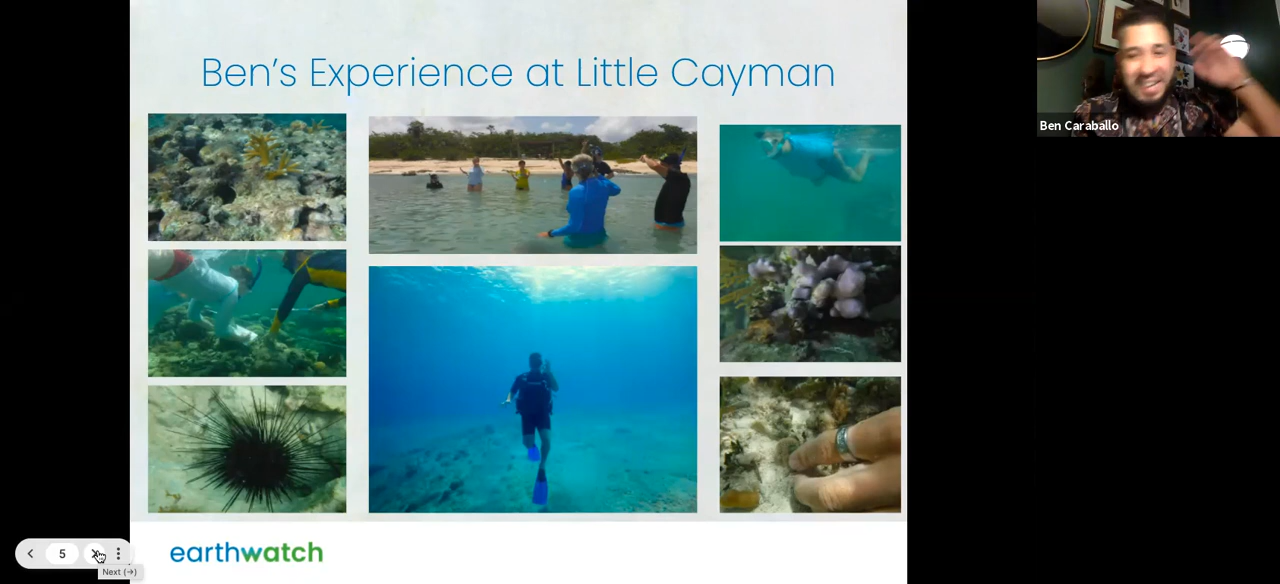 Ben's Experience at Little Cayman
Ben Caraballo
earthwatch
5
Next (→)